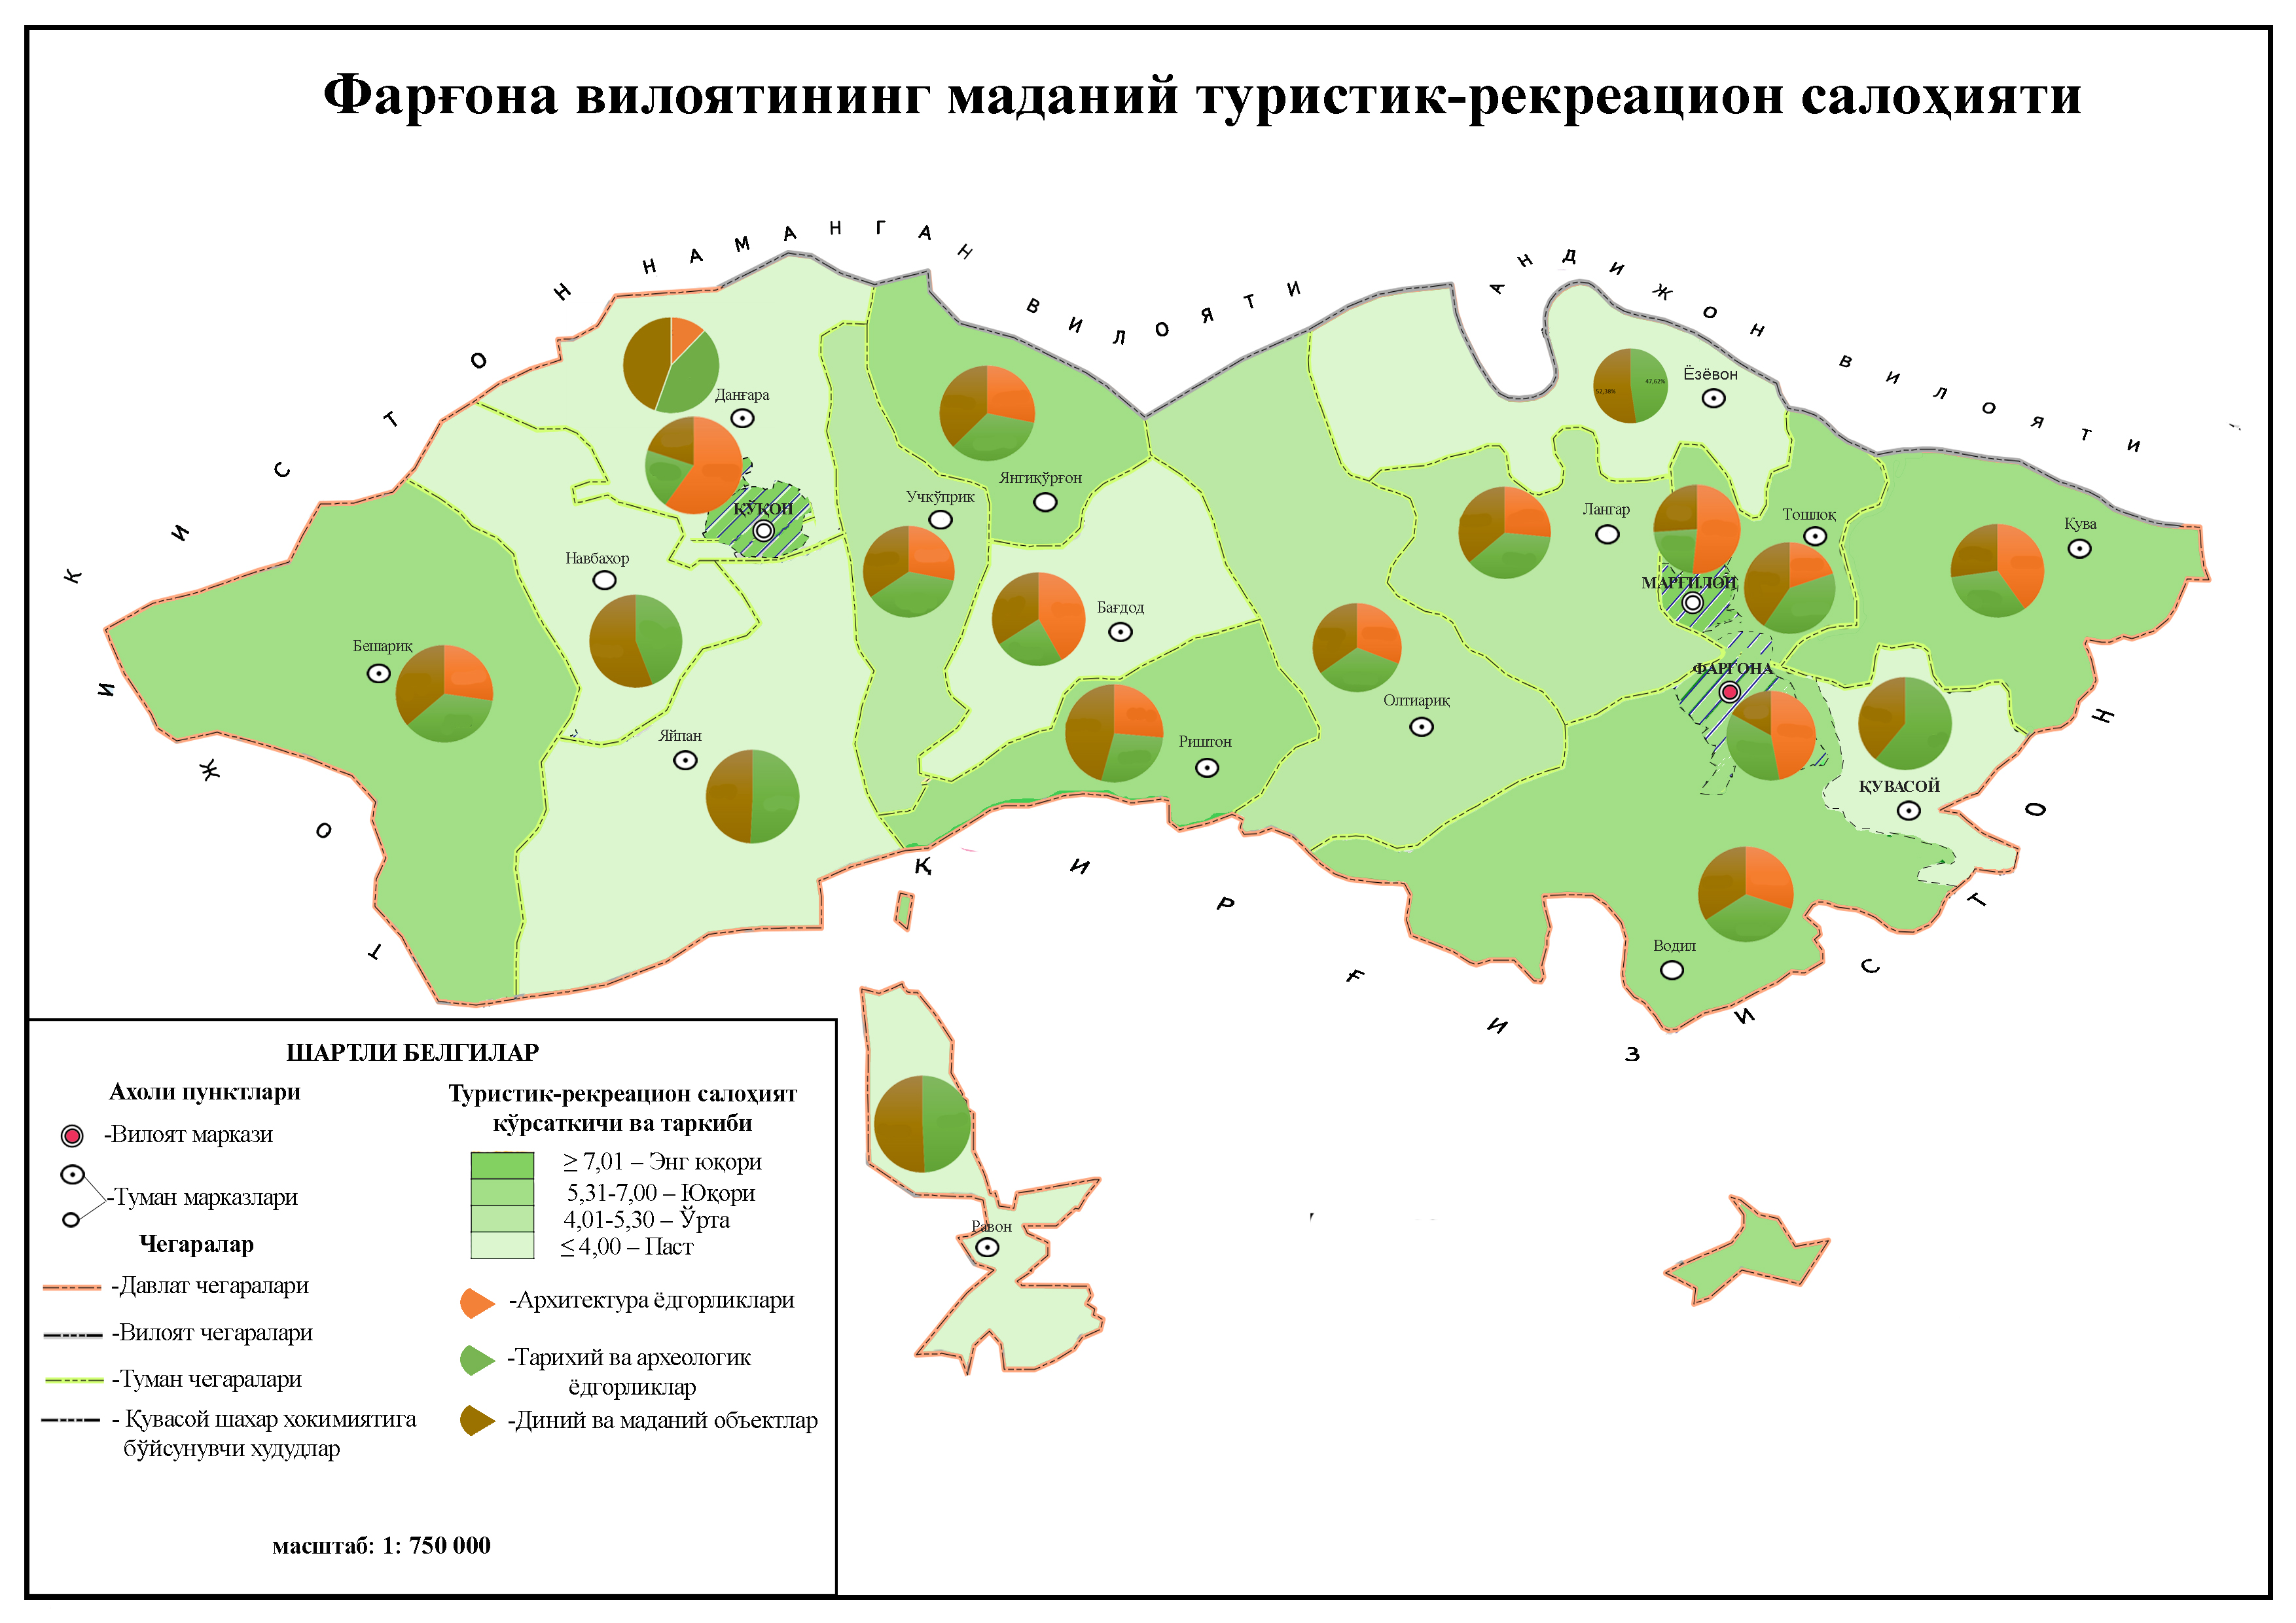 Фарғона вилоятининг маданий туристик-рекреацион салоҳияти
ТОЖИКИСТОН
НАМАНГАН ВИЛОЯТИ
АНДИЖОН ВИЛОЯТИ
ҚИРҒИЗИСТОН
Данғара
ҚЎҚОН
Учкўприк
Янгиқўрғон
Навбахор
Бешариқ
Яйпан
Бағдод
Риштон
Олтиариқ
Ёзёвон
52,38%
47,62%
Лангар
Тошлоқ
Қува
МАРҒИЛОН
ФАРҒОНА
ҚУВАСОЙ
Водил
Равон
ШАРТЛИ БЕЛГИЛАР
Ахоли пунктлари
-Вилоят маркази
-Туман марказлари
Чегаралар
-Давлат чегаралари
-Вилоят чегаралари
-Туман чегаралари
- Қувасой шахар хокимиятига
бўйсунувчи худудлар
Туристик-рекреацион салоҳият
кўрсаткичи ва таркиби
≥ 7,01 – Энг юқори
5,31-7,00 – Юқори
4,01-5,30 – Ўрта
≤ 4,00 – Паст
-Архитектура ёдгорликлари
-Тарихий ва археологик
ёдгорликлар
-Диний ва маданий объектлар
масштаб: 1: 750 000